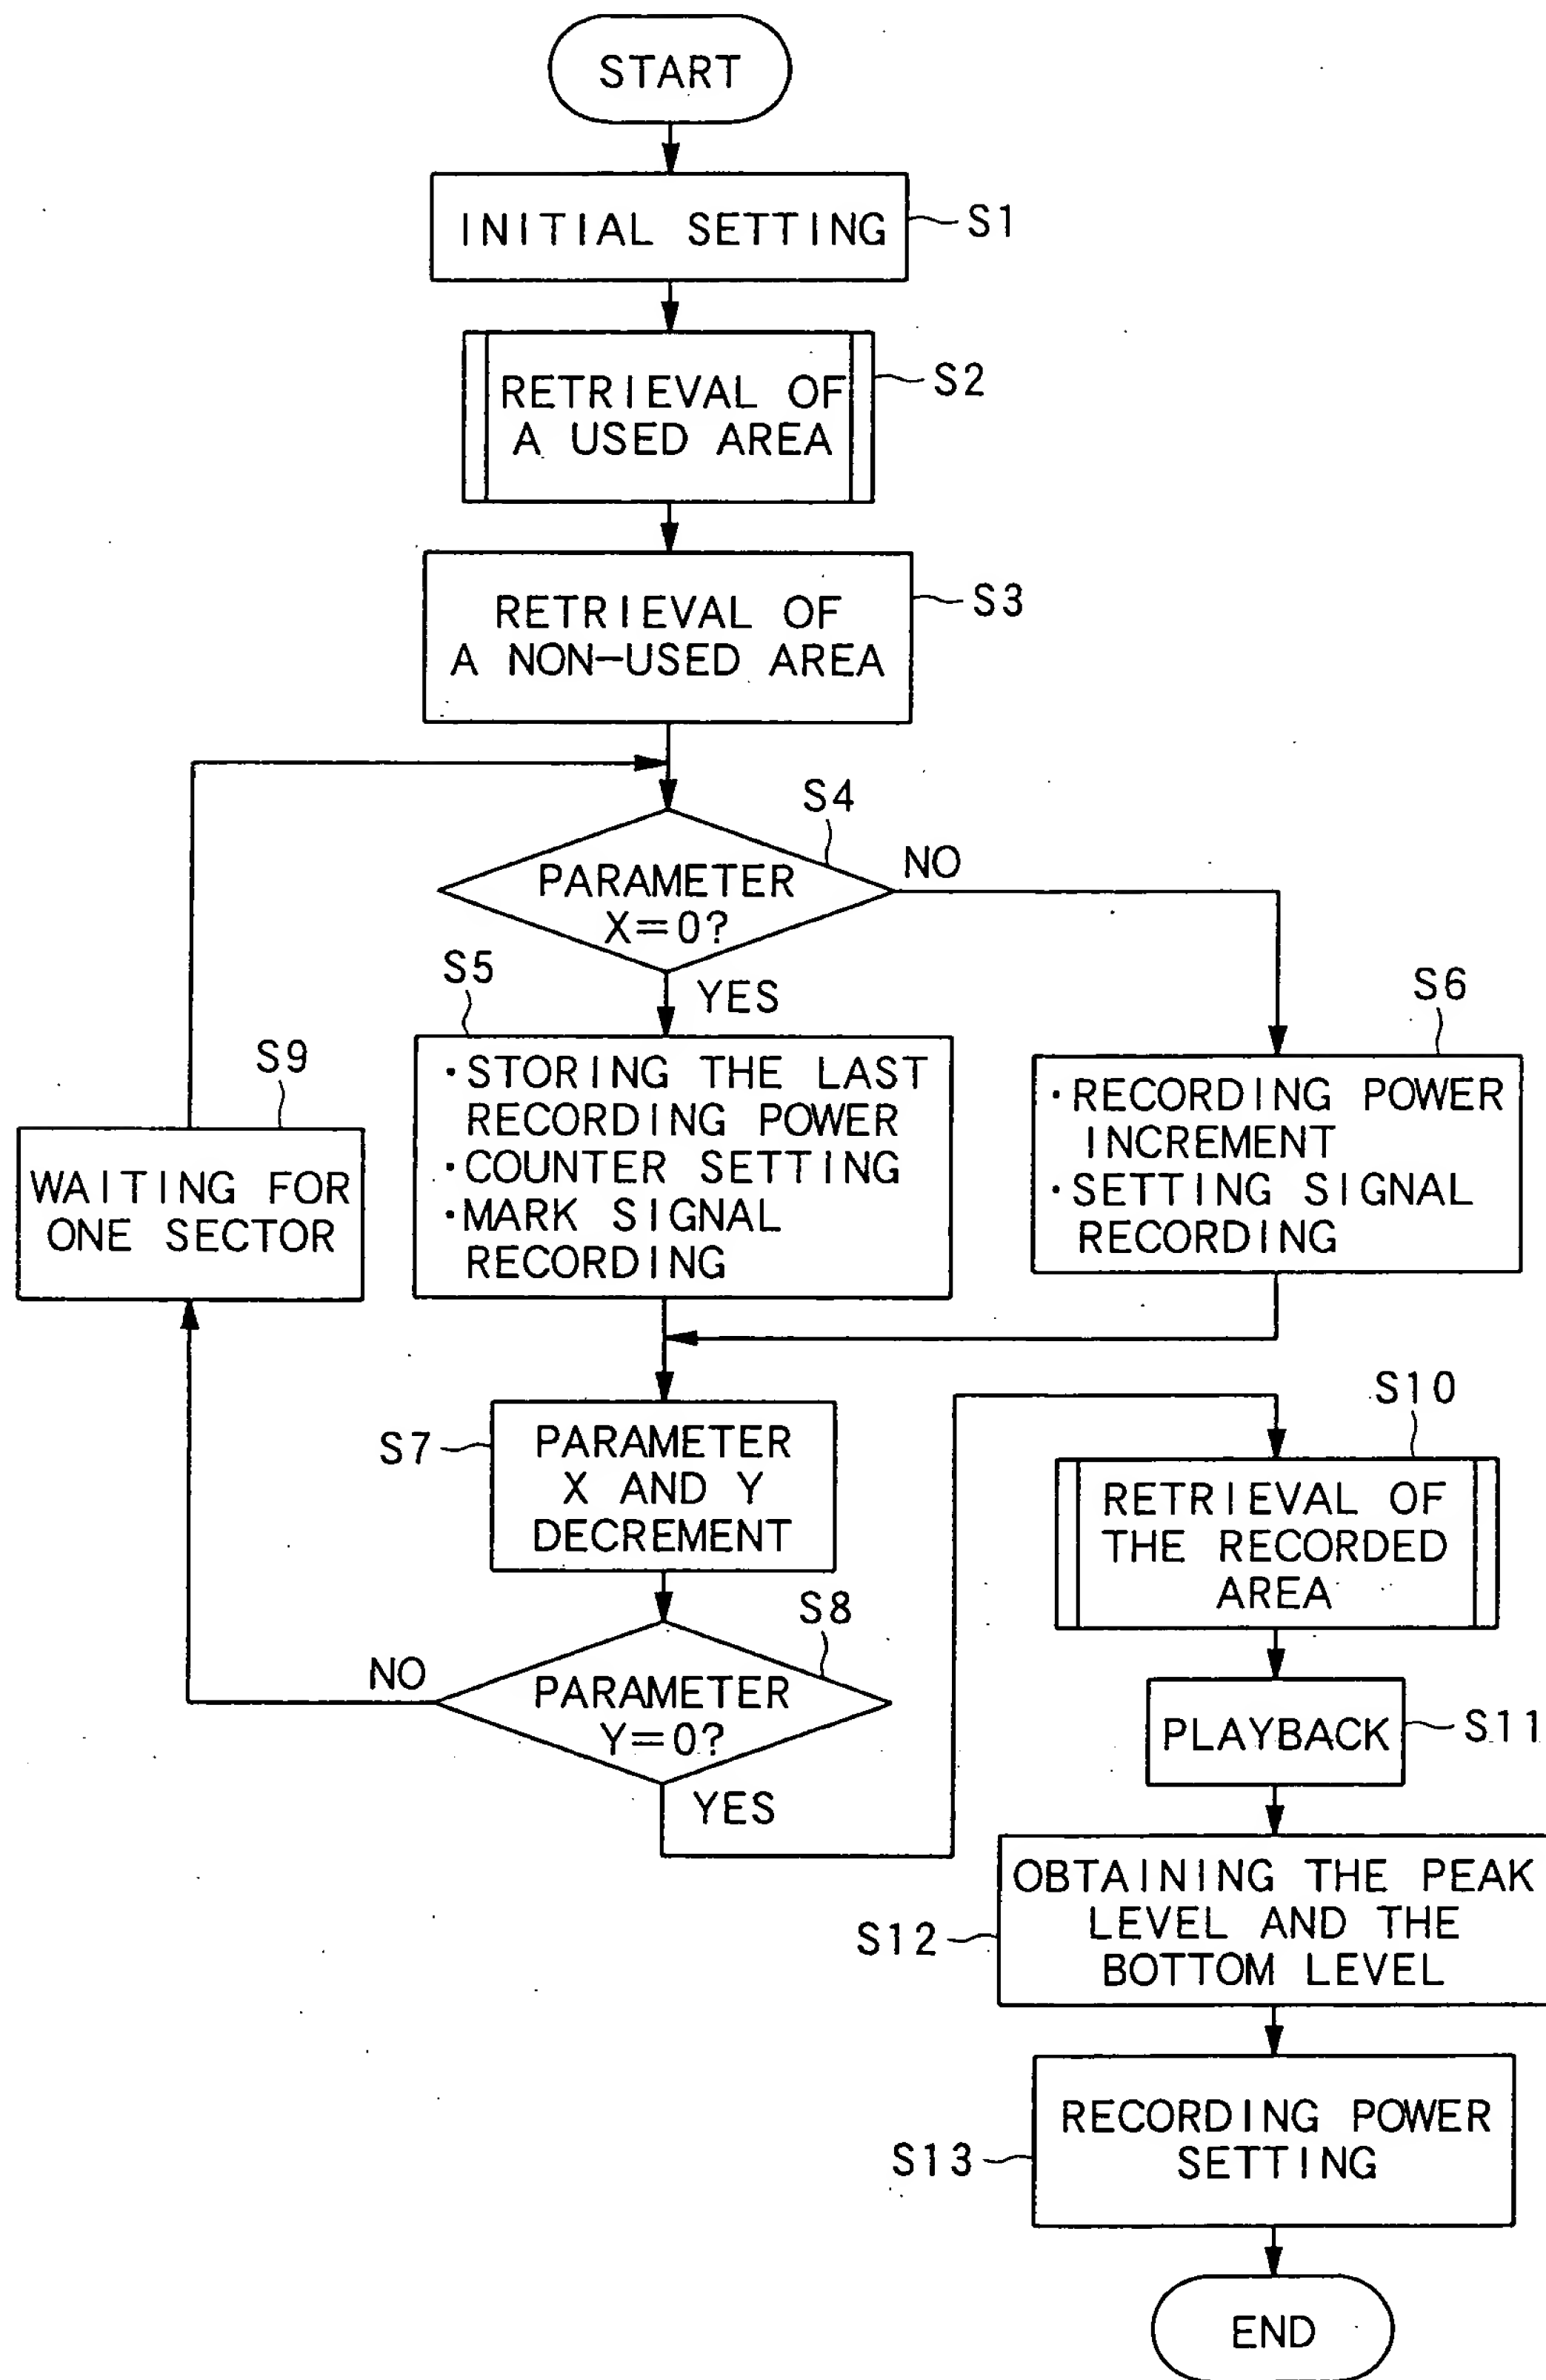 START
INITIAL SETTING
S1
RETRIEVAL OF
A USED AREA
S2
RETRIEVAL OF
A NON-USED AREA
S3
S4
PARAMETER
X=0?
NO
YES
S5
·STORING THE LAST
RECORDING POWER
·COUNTER SETTING
·MARK SIGNAL
RECORDING
S6
·RECORDING POWER
INCREMENT
·SETTING SIGNAL
RECORDING
S9
WAITING FOR
ONE SECTOR
S7
PARAMETER
X AND Y
DECREMENT
S8
PARAMETER
Y=0?
NO
YES
S10
RETRIEVAL OF
THE RECORDED
AREA
PLAYBACK
S11
OBTAINING THE PEAK
LEVEL AND THE
BOTTOM LEVEL
S12
RECORDING POWER
SETTING
S13
END